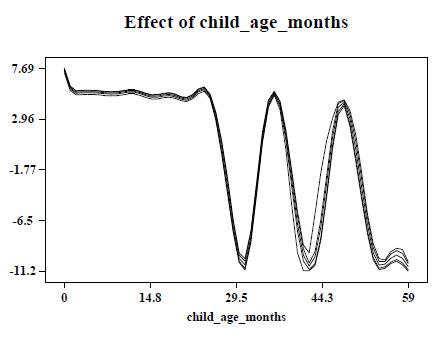 Effect of child_age_months
7.69
2.96
-1.77
-6.5
-11.2
0 14.8 29.5 44.3 59
child_age_months